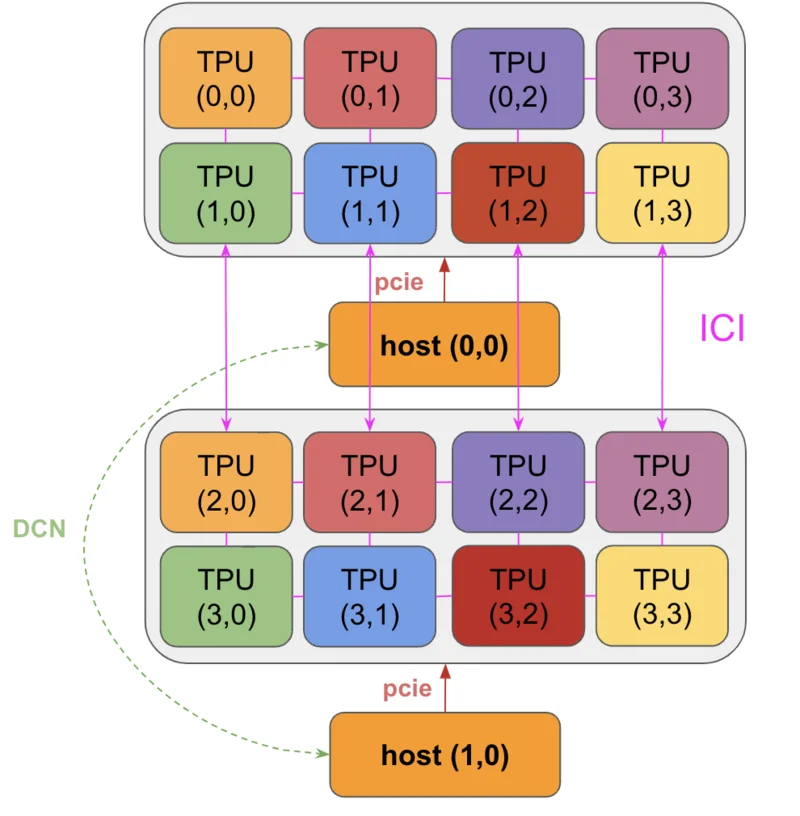 TPU
(0,0)
TPU
(0,1)
TPU
(0,2)
TPU
(0,3)
TPU
(1,0)
TPU
(1,1)
TPU
(1,2)
TPU
(1,3)
pcie
host (0,0)
ICI
TPU
(2,0)
TPU
(2,1)
TPU
(2,2)
TPU
(2,3)
DCN
TPU
(3,0)
TPU
(3,1)
TPU
(3,2)
TPU
(3,3)
pcie
host (1,0)